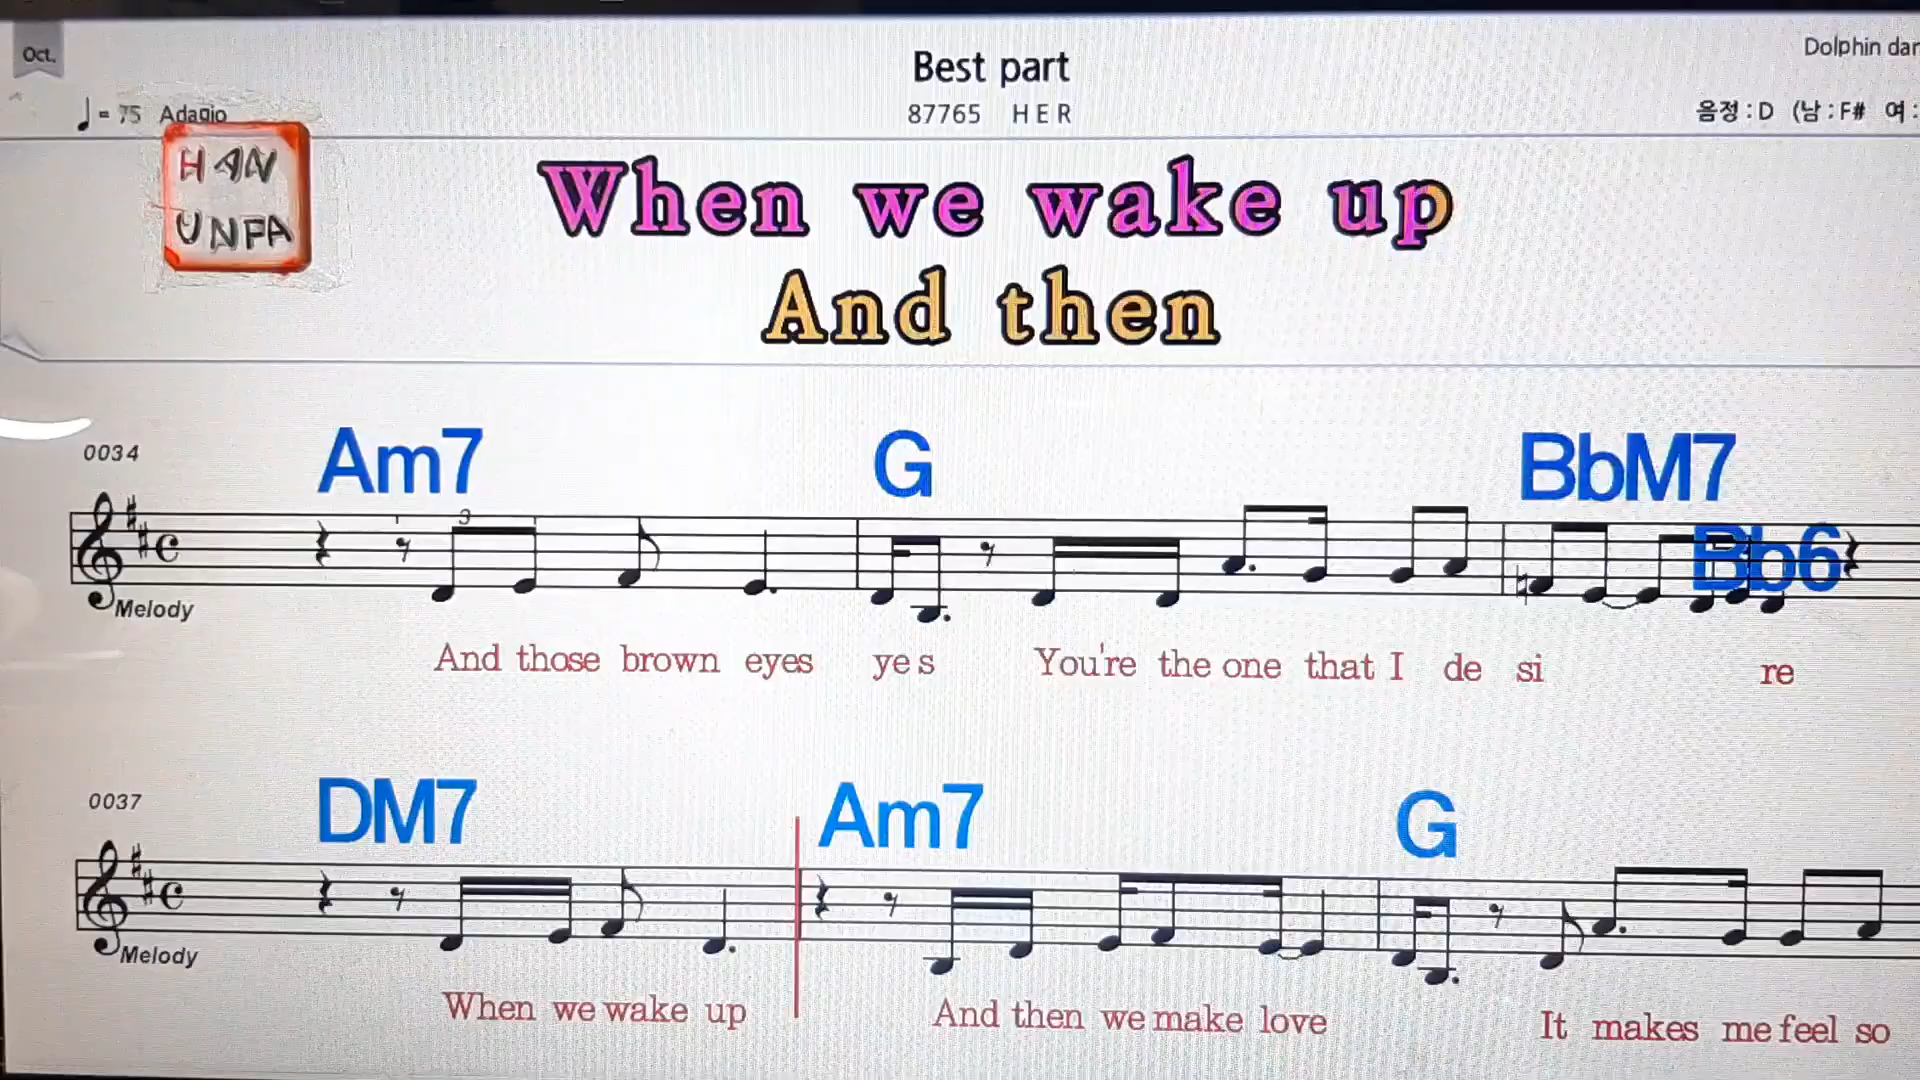 Oct.
Best part
Dolphin dan
♩= 75 Adagio
87765 H E R
음정 : D (남 : F# 여 :
HAN
UNPA
When we wake up
And then
0034
Am7 G BbM7 Bb6
3
Melody
And those brown eyes yes You're the one that I de si re
0037
DM7 Am7 G
Melody
When we wake up And then we make love It makes me feel so